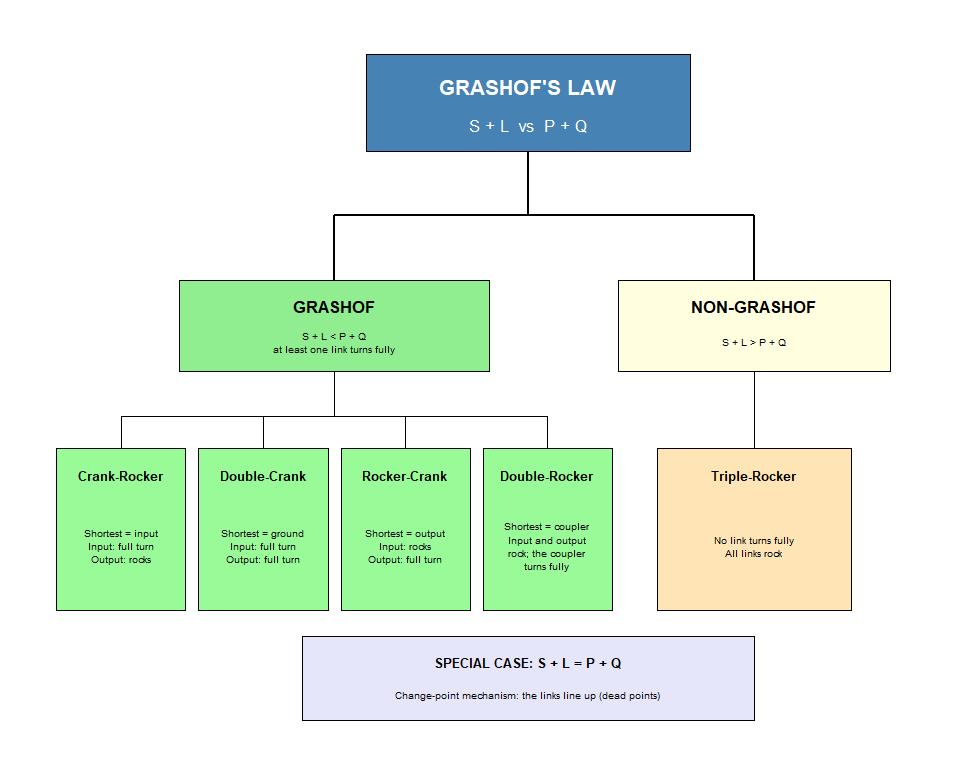 GRASHOF'S LAW
S + L vs P + Q
GRASHOF
S + L < P + Q
at least one link turns fully
NON-GRASHOF
S + L > P + Q
Crank-Rocker
Shortest = input
Input: full turn
Output: rocks
Double-Crank
Shortest = ground
Input: full turn
Output: full turn
Rocker-Crank
Shortest = output
Input: rocks
Output: full turn
Double-Rocker
Shortest = coupler
Input and output
rock; the coupler
turns fully
Triple-Rocker
No link turns fully
All links rock
SPECIAL CASE: S + L = P + Q
Change-point mechanism: the links line up (dead points)